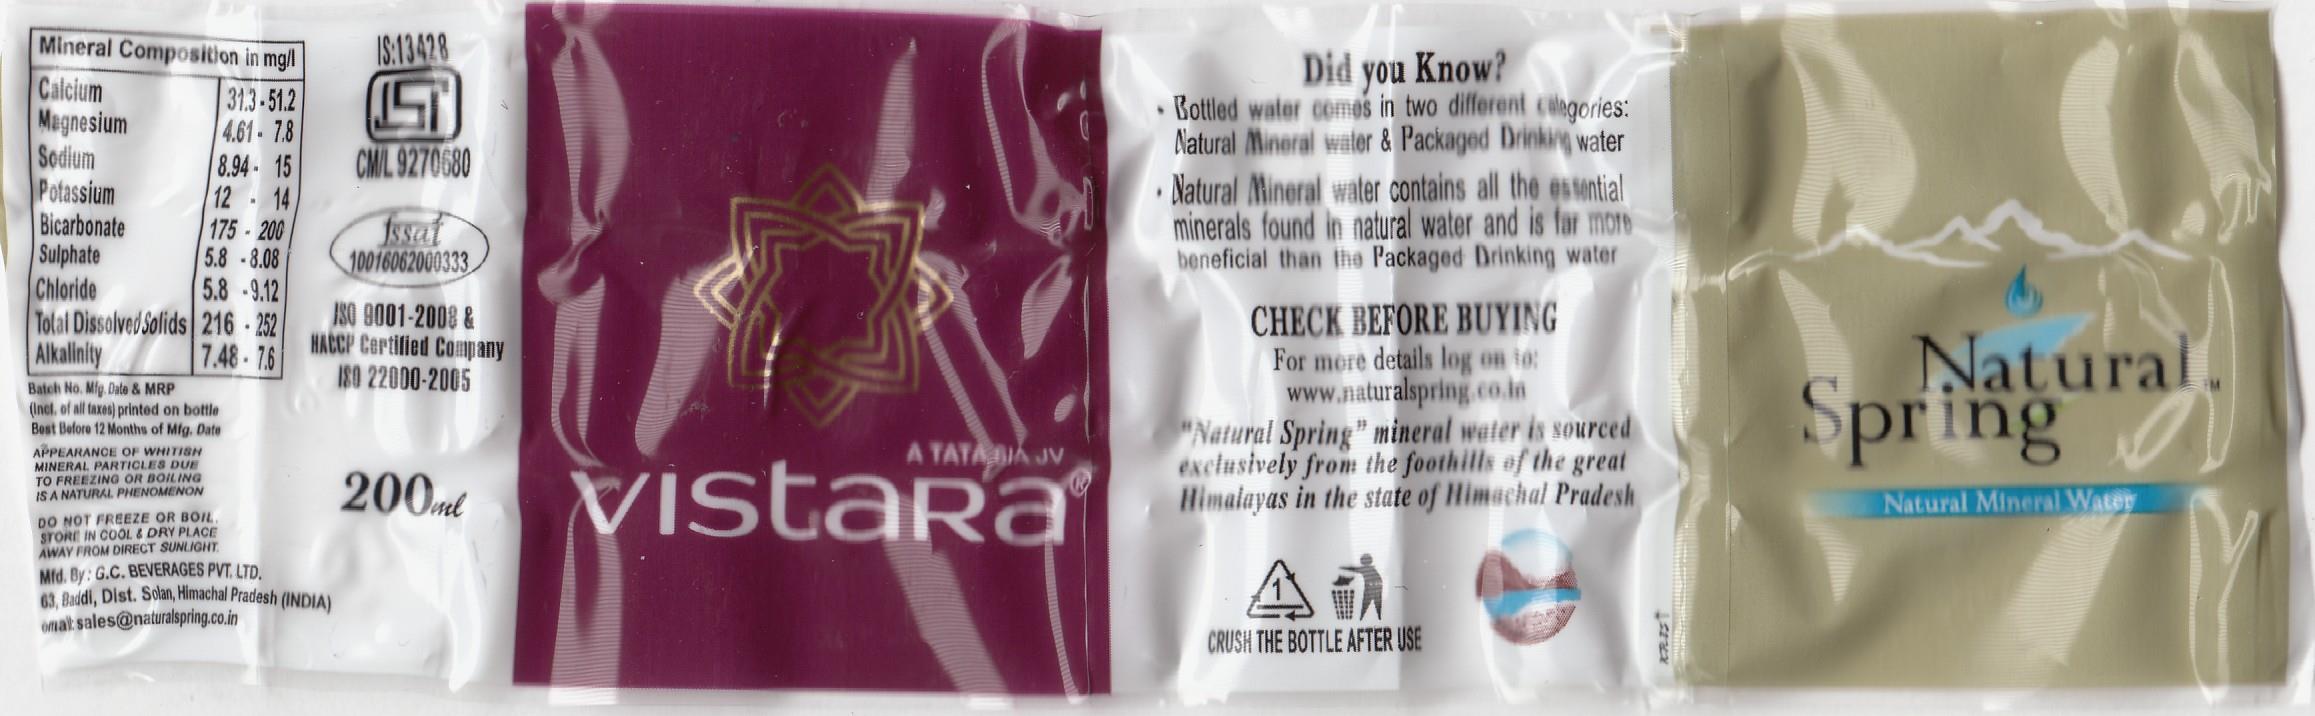 Mineral Composition in mg/l
Calcium 31.3 - 51.2
Magnesium 4.61 - 7.8
Sodium 8.94 - 15
Potassium 12 - 14
Bicarbonate 175 - 200
Sulphate 5.8 - 8.08
Chloride 5.8 - 9.12
Total Dissolved Solids 216 - 252
Alkalinity 7.48 - 7.6
Batch No. Mfg. Date & MRP
(Incl. of all taxes) printed on bottle
Best Before 12 Months of Mfg. Date
APPEARANCE OF WHITISH
MINERAL PARTICLES DUE
TO FREEZING OR BOILING
IS A NATURAL PHENOMENON
DO NOT FREEZE OR BOIL.
STORE IN COOL & DRY PLACE
AWAY FROM DIRECT SUNLIGHT.
Mfd. By : G.C. BEVERAGES PVT. LTD.
63, Baddi, Dist. Solan, Himachal Pradesh (INDIA)
email: sales@naturalspring.co.in
IS:13428
CM/L 9270680
fssai
10016062000333
ISO 9001-2008 &
HACCP Certified Company
ISO 22000-2005
200ml
A TATA SIA JV
VISTARA®
Did you Know?
• Bottled water comes in two different categories:
Natural Mineral water & Packaged Drinking water
• Natural Mineral water contains all the essential
minerals found in natural water and is far more
beneficial than the Packaged Drinking water
CHECK BEFORE BUYING
For more details log on to:
www.naturalspring.co.in
"Natural Spring" mineral water is sourced
exclusively from the foothills of the great
Himalayas in the state of Himachal Pradesh
1
CRUSH THE BOTTLE AFTER USE
Natural
Spring™
Natural Mineral Water